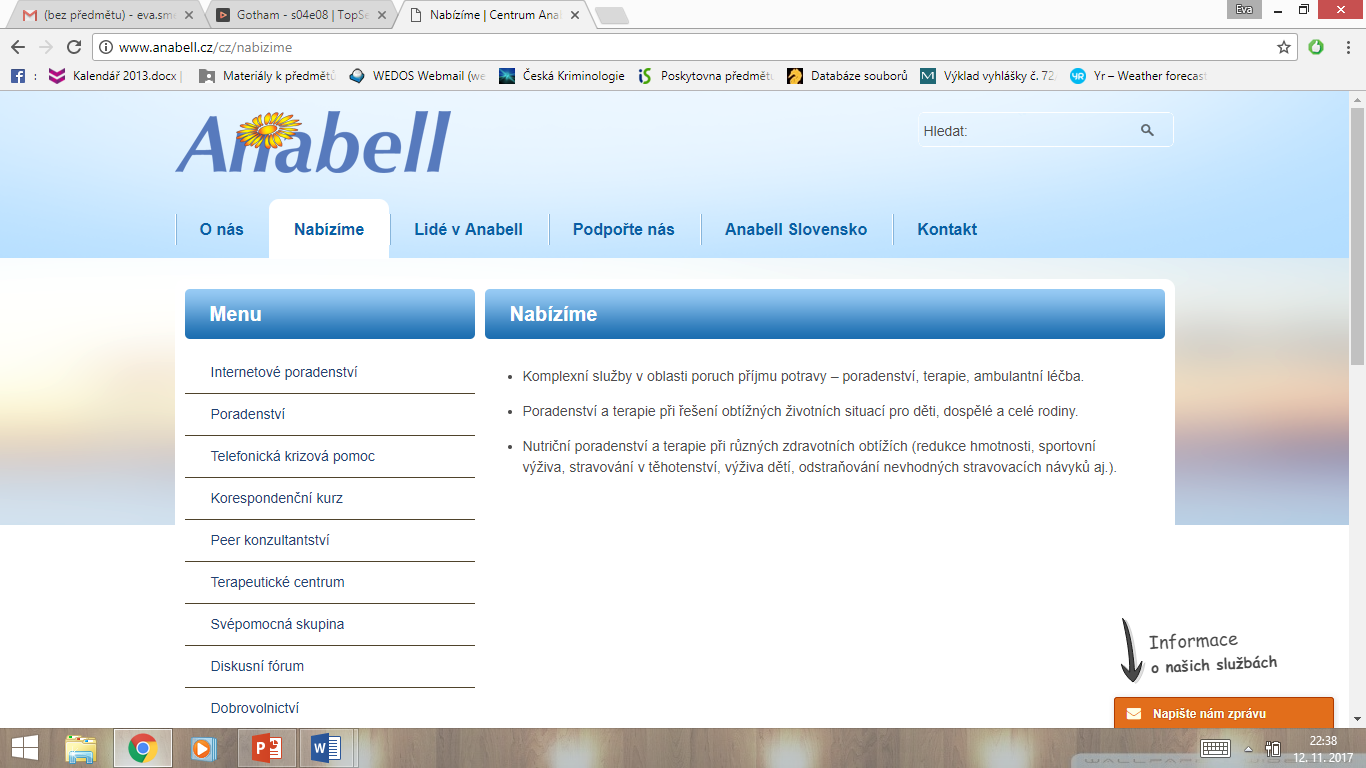 (bez předmětu) - eva.sme
Gotham - s04e08 | TopSe
Nabízíme | Centrum Anal
Eva
www.anabell.cz/cz/nabizime
Kalendář 2013.docx |
Materiály k předmětů
WEDOS Webmail (we
Česká Kriminologie
Poskytovna předmětu
Databáze souborů
Výklad vyhlášky č. 72
Yr – Weather forecast
Anabell
Hledat:
O nás
Nabízíme
Lidé v Anabell
Podpořte nás
Anabell Slovensko
Kontakt
Menu
Internetové poradenství
Poradenství
Telefonická krizová pomoc
Korespondenční kurz
Peer konzultantství
Terapeutické centrum
Svépomocná skupina
Diskusní fórum
Dobrovolnictví
Nabízíme
• Komplexní služby v oblasti poruch příjmu potravy – poradenství, terapie, ambulantní léčba.
• Poradenství a terapie při řešení obtížných životních situací pro děti, dospělé a celé rodiny.
• Nutriční poradenství a terapie při různých zdravotních obtížích (redukce hmotnosti, sportovní
výživa, stravování v těhotenství, výživa dětí, odstraňování nevhodných stravovacích návyků aj.).
Informace
o našich službách
Napište nám zprávu
22:38
12. 11. 2017